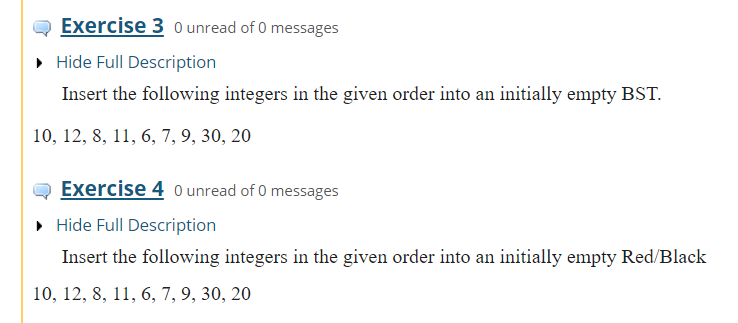 Exercise 3 0 unread of 0 messages
Hide Full Description
Insert the following integers in the given order into an initially empty BST.
10, 12, 8, 11, 6, 7, 9, 30, 20
Exercise 4 0 unread of 0 messages
Hide Full Description
Insert the following integers in the given order into an initially empty Red/Black
10, 12, 8, 11, 6, 7, 9, 30, 20